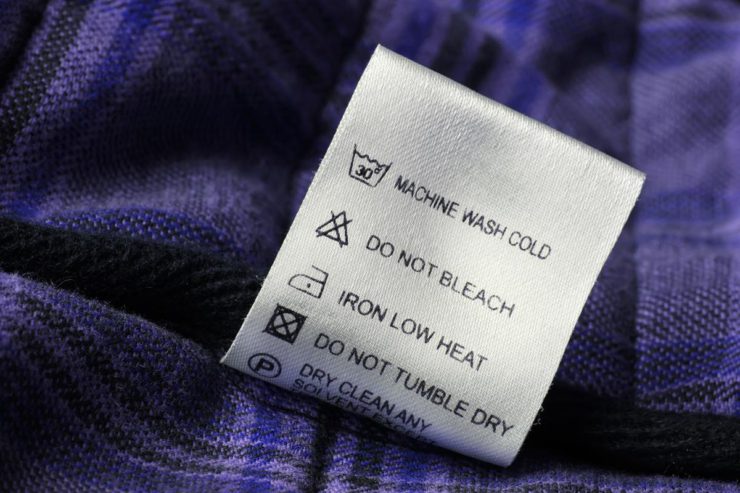 30° MACHINE WASH COLD
DO NOT BLEACH
IRON LOW HEAT
DO NOT TUMBLE DRY
P DRY CLEAN ANY
SOLVENT